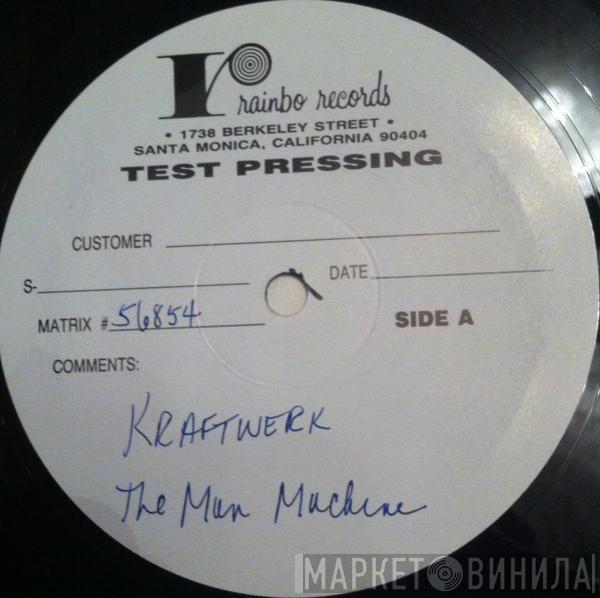 r rainbo records
• 1738 BERKELEY STREET •
SANTA MONICA, CALIFORNIA 90404
TEST PRESSING
CUSTOMER
S- DATE
MATRIX # 56854 SIDE A
COMMENTS:
KRAFTWERK
The Man Machine
МАРКЕТ ВИНИЛА